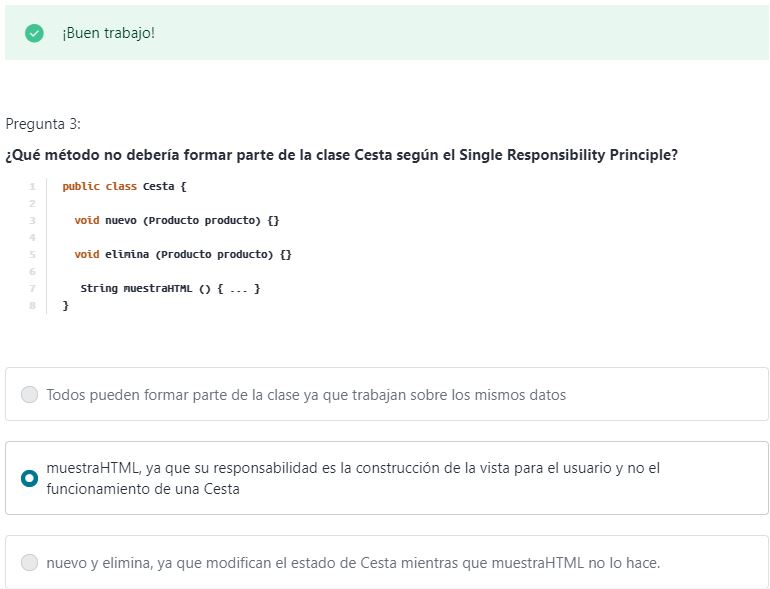 ¡Buen trabajo!
Pregunta 3:
¿Qué método no debería formar parte de la clase Cesta según el Single Responsibility Principle?
1 public class Cesta {
2
3 void nuevo (Producto producto) {}
4
5 void elimina (Producto producto) {}
6
7 String muestraHTML () { ... }
8 }
Todos pueden formar parte de la clase ya que trabajan sobre los mismos datos
muestraHTML, ya que su responsabilidad es la construcción de la vista para el usuario y no el
funcionamiento de una Cesta
nuevo y elimina, ya que modifican el estado de Cesta mientras que muestraHTML no lo hace.